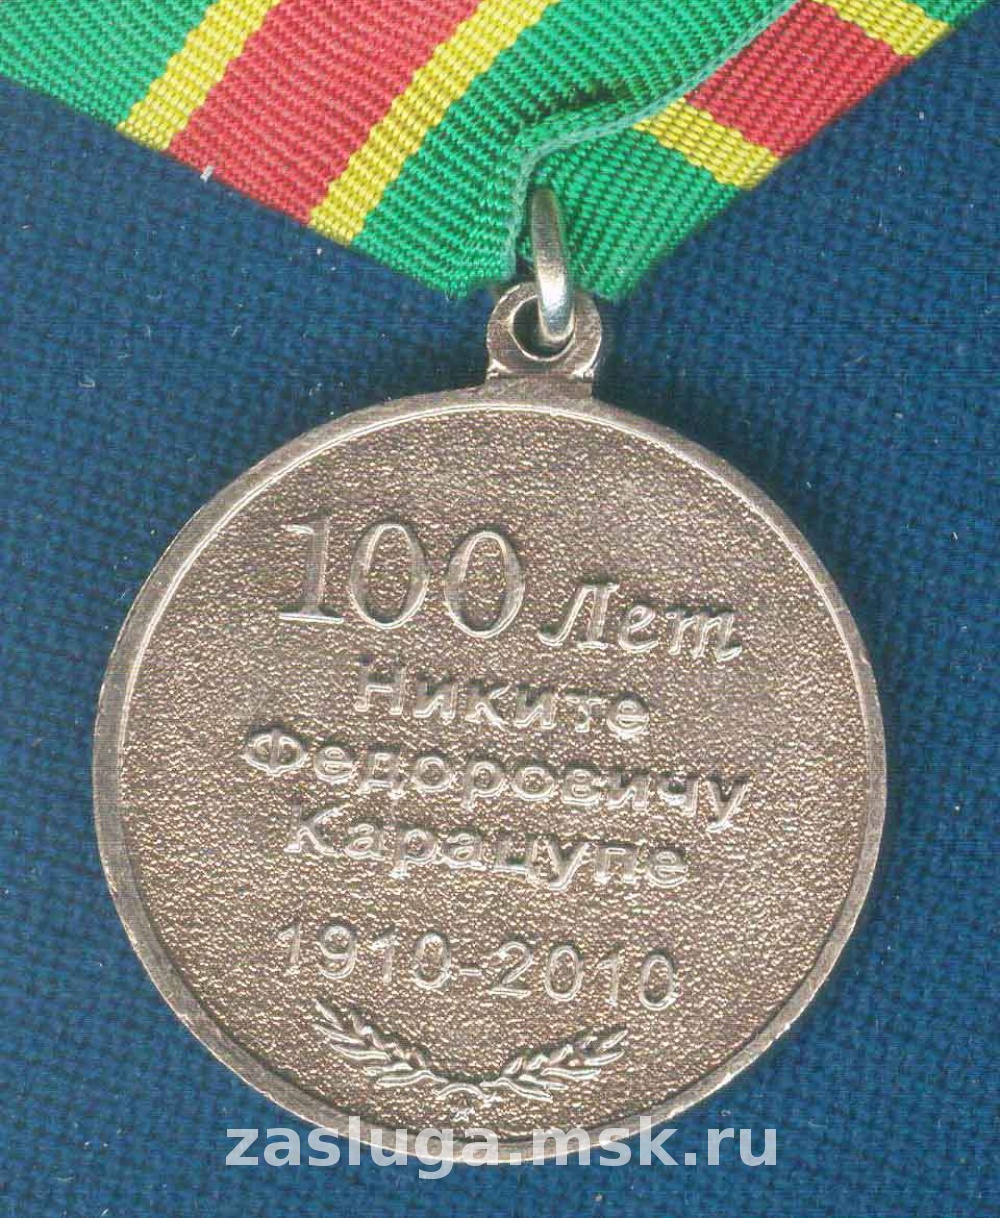 100 Лет
Никите
Федоровичу
Карацупе
1910-2010
zasluga.msk.ru